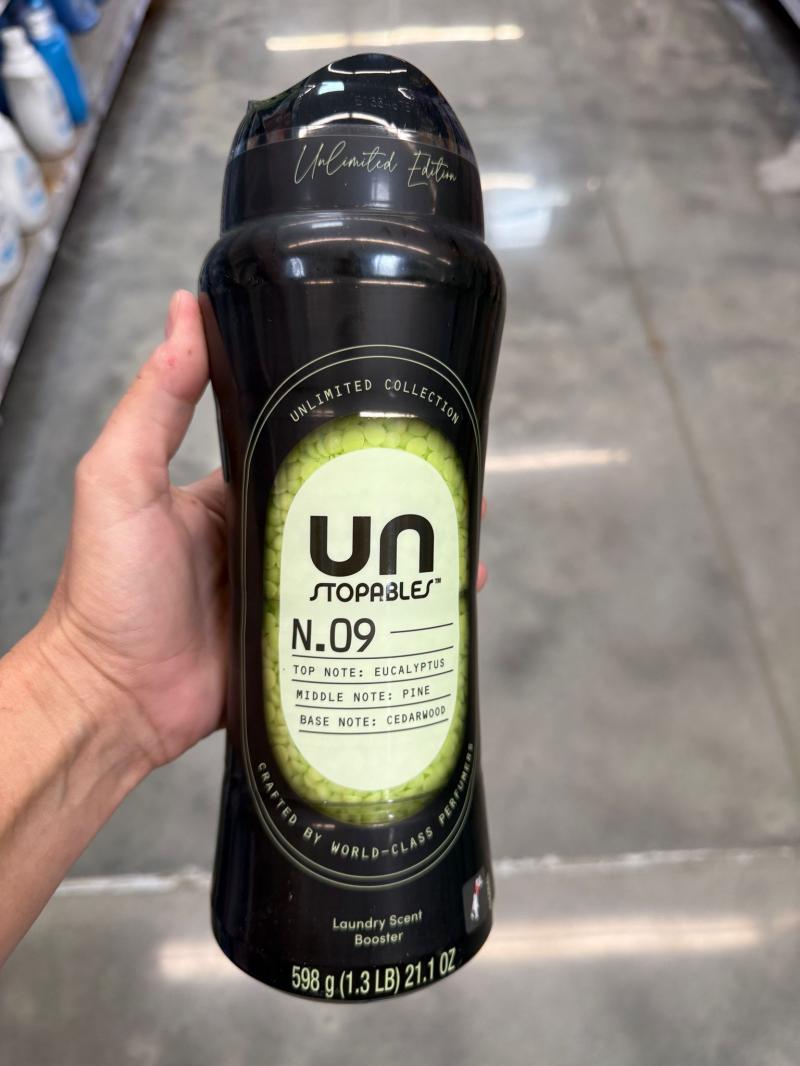 Unlimited Edition
UNLIMITED COLLECTION
un
STOPABLES™
N.09
TOP NOTE: EUCALYPTUS
MIDDLE NOTE: PINE
BASE NOTE: CEDARWOOD
CRAFTED BY WORLD-CLASS PERFUMERS
Laundry Scent
Booster
598 g (1.3 LB) 21.1 OZ